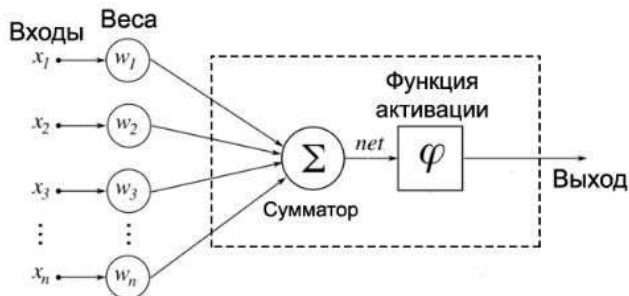 Входы
Веса
x1
w1
x2
w2
x3
w3
xn
wn
Σ
Сумматор
net
Функция
активации
φ
Выход